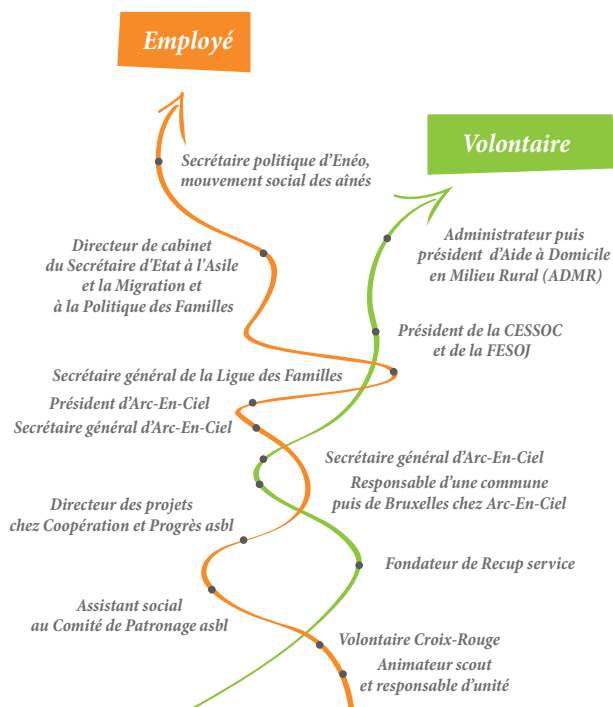 Employé
Volontaire
Secrétaire politique d'Enéo,
mouvement social des aînés
Administrateur puis
président d'Aide à Domicile
en Milieu Rural (ADMR)
Directeur de cabinet
du Secrétaire d'Etat à l'Asile
et la Migration et
à la Politique des Familles
Président de la CESSOC
et de la FESOJ
Secrétaire général de la Ligue des Familles
Président d'Arc-En-Ciel
Secrétaire général d'Arc-En-Ciel
Secrétaire général d'Arc-En-Ciel
Responsable d'une commune
puis de Bruxelles chez Arc-En-Ciel
Directeur des projets
chez Coopération et Progrès asbl
Fondateur de Recup service
Assistant social
au Comité de Patronage asbl
Volontaire Croix-Rouge
Animateur scout
et responsable d'unité